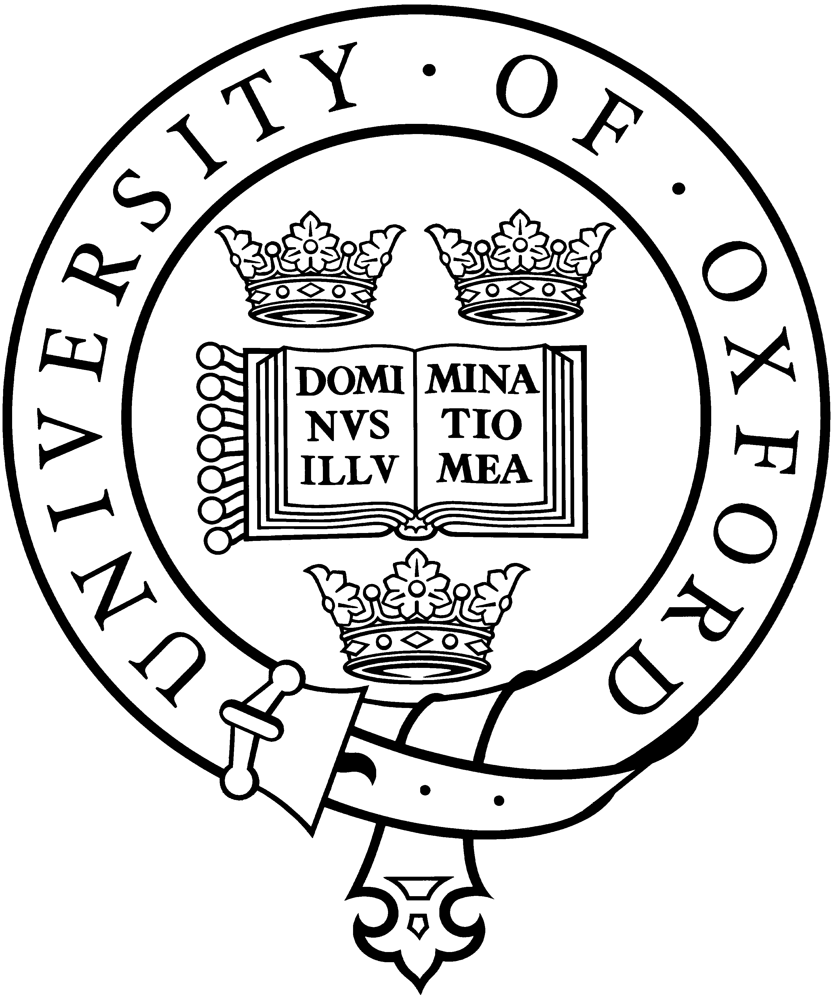 UNIVERSITY · OF · OXFORD
DOMI
NVS
ILLV
MINA
TIO
MEA